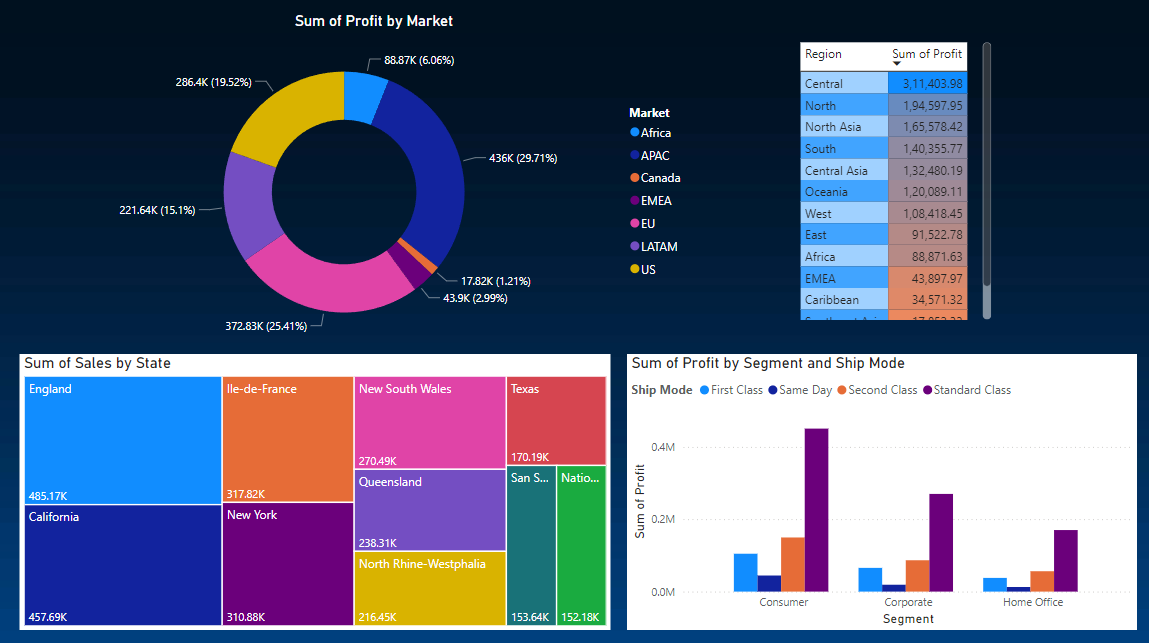 Sum of Profit by Market
88.87K (6.06%)
286.4K (19.52%)
436K (29.71%)
221.64K (15.1%)
17.82K (1.21%)
43.9K (2.99%)
372.83K (25.41%)
Market
Africa
APAC
Canada
EMEA
EU
LATAM
US
Region Sum of Profit
Central 3,11,403.98
North 1,94,597.95
North Asia 1,65,578.42
South 1,40,355.77
Central Asia 1,32,480.19
Oceania 1,20,089.11
West 1,08,418.45
East 91,522.78
Africa 88,871.63
EMEA 43,897.97
Caribbean 34,571.32
Sum of Sales by State
England
485.17K
California
457.69K
Ile-de-France
317.82K
New York
310.88K
New South Wales
270.49K
Queensland
238.31K
North Rhine-Westphalia
216.45K
Texas
170.19K
San S...
153.64K
Natio...
152.18K
Sum of Profit by Segment and Ship Mode
Ship Mode First Class Same Day Second Class Standard Class
Sum of Profit
0.4M
0.2M
0.0M
Consumer Corporate Home Office
Segment